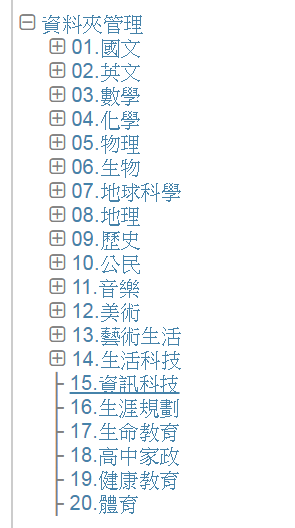 資料夾管理
01.國文
02.英文
03.數學
04.化學
05.物理
06.生物
07.地球科學
08.地理
09.歷史
10.公民
11.音樂
12.美術
13.藝術生活
14.生活科技
15.資訊科技
16.生涯規劃
17.生命教育
18.高中家政
19.健康教育
20.體育